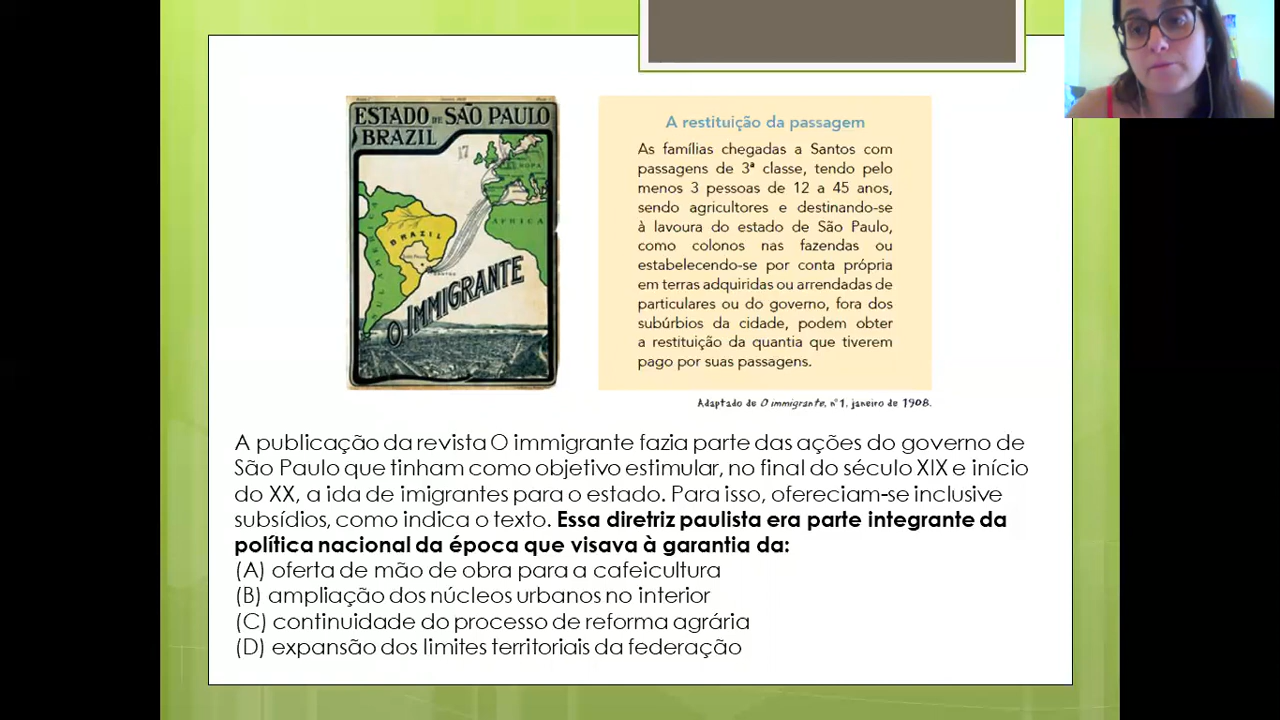 ESTADO DE SÃO PAULO
BRAZIL
17
EUROPA
AFRICA
BRAZIL
SANTOS
O IMMIGRANTE
A restituição da passagem
As famílias chegadas a Santos com
passagens de 3ª classe, tendo pelo
menos 3 pessoas de 12 a 45 anos,
sendo agricultores e destinando-se
à lavoura do estado de São Paulo,
como colonos nas fazendas ou
estabelecendo-se por conta própria
em terras adquiridas ou arrendadas de
particulares ou do governo, fora dos
subúrbios da cidade, podem obter
a restituição da quantia que tiverem
pago por suas passagens.
Adaptado de O immigrante, nº 1, janeiro de 1908.
A publicação da revista O immigrante fazia parte das ações do governo de
São Paulo que tinham como objetivo estimular, no final do século XIX e início
do XX, a ida de imigrantes para o estado. Para isso, ofereciam-se inclusive
subsídios, como indica o texto. Essa diretriz paulista era parte integrante da
política nacional da época que visava à garantia da:
(A) oferta de mão de obra para a cafeicultura
(B) ampliação dos núcleos urbanos no interior
(C) continuidade do processo de reforma agrária
(D) expansão dos limites territoriais da federação